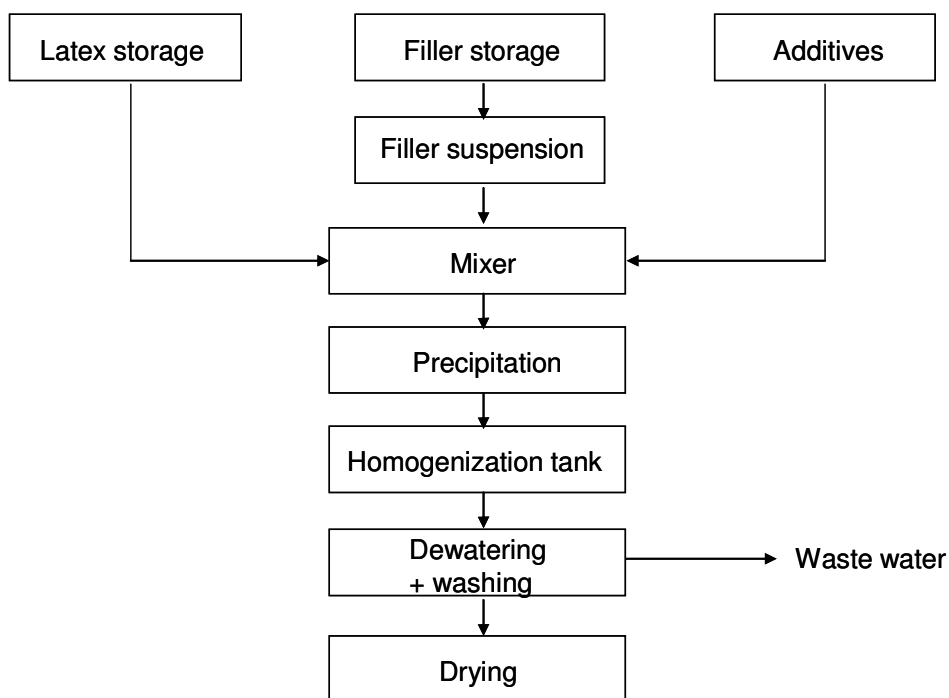 Latex storage
Filler storage
Additives
Filler suspension
Mixer
Precipitation
Homogenization tank
Dewatering
+ washing
Waste water
Drying